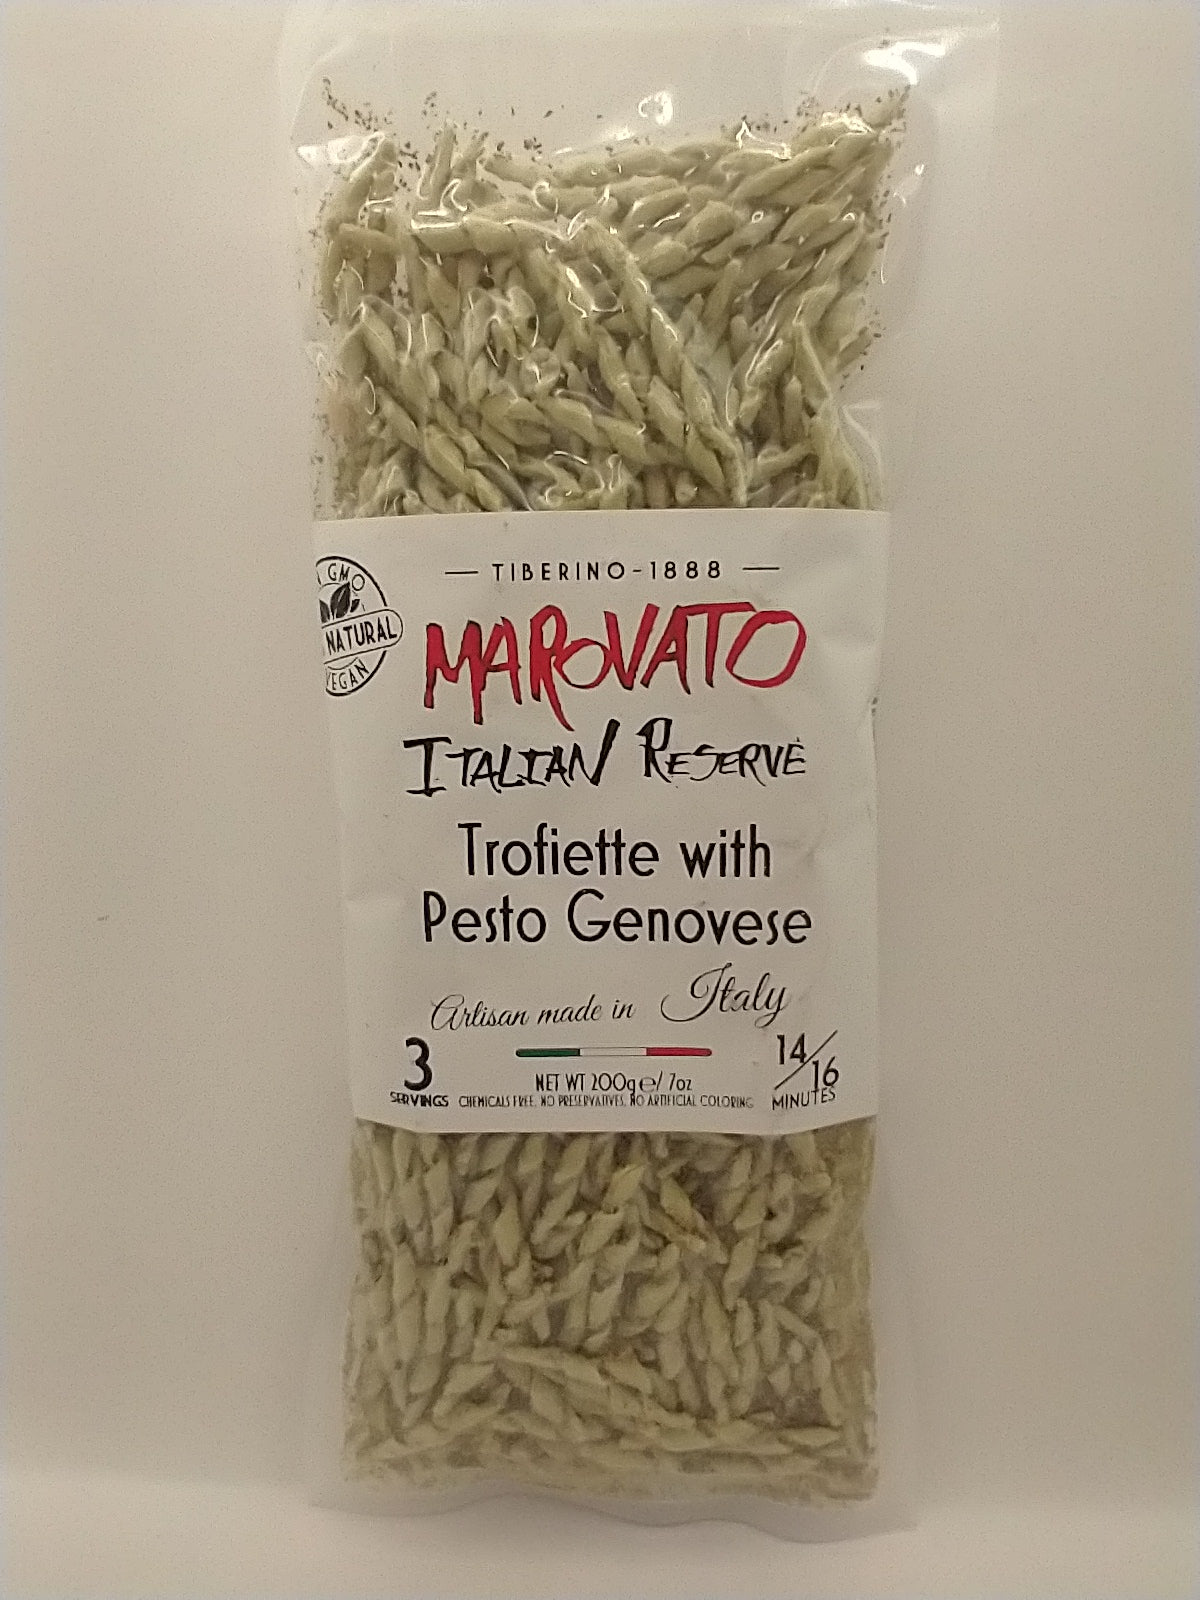 TIBERINO-1888
GMO
NATURAL
VEGAN
MAROVATO
ITALIAN RESERVE
Trofiette with
Pesto Genovese
Artisan made in Italy
3
SERVINGS
NET WT 200g ℮/ 7oz
CHEMICALS FREE, NO PRESERVATIVES, NO ARTIFICIAL COLORING
14/16
MINUTES